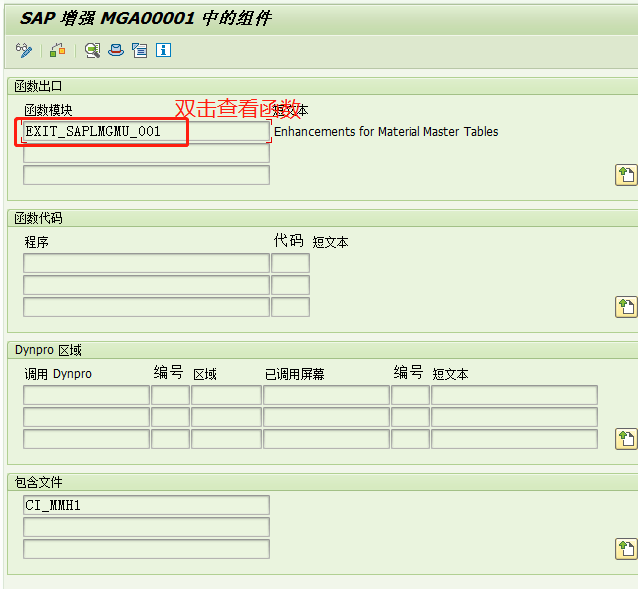 SAP 增强 MGA00001 中的组件
函数出口
函数模块 双击查看函数 短文本
EXIT_SAPLMGMU_001 Enhancements for Material Master Tables
函数代码
程序 代码 短文本
Dynpro 区域
调用 Dynpro 编号 区域 已调用屏幕 编号 短文本
包含文件
CI_MMH1